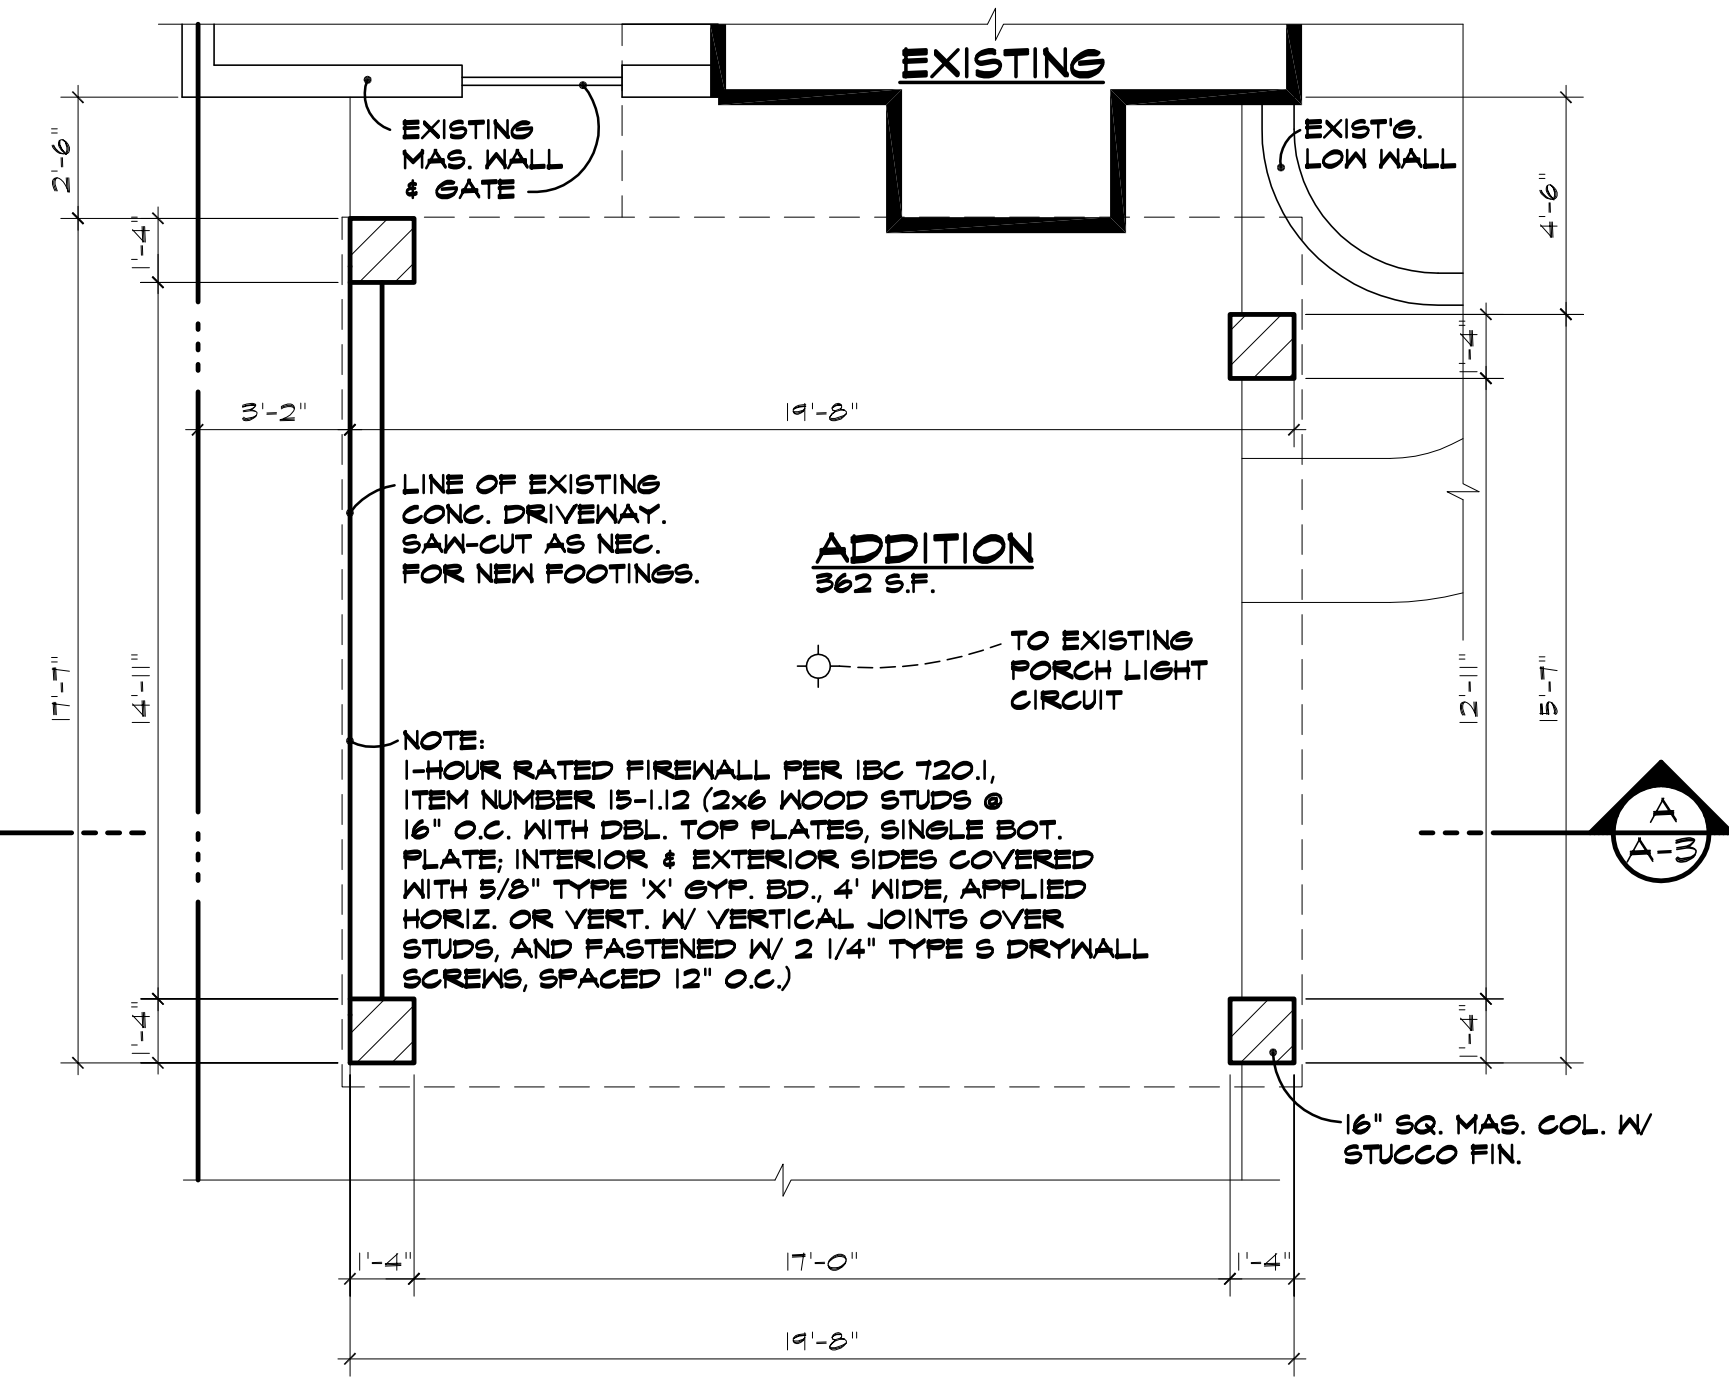 EXISTING
EXISTING
MAS. WALL
& GATE
EXIST'G.
LOW WALL
2'-6"
4'-6"
1'-4"
1'-4"
3'-2"
19'-8"
LINE OF EXISTING
CONC. DRIVEWAY.
SAW-CUT AS NEC.
FOR NEW FOOTINGS.
ADDITION
362 S.F.
TO EXISTING
PORCH LIGHT
CIRCUIT
17'-7"
14'-11"
12'-11"
15'-7"
NOTE:
1-HOUR RATED FIREWALL PER IBC 720.1,
ITEM NUMBER 15-1.12 (2x6 WOOD STUDS @
16" O.C. WITH DBL. TOP PLATES, SINGLE BOT.
PLATE; INTERIOR & EXTERIOR SIDES COVERED
WITH 5/8" TYPE 'X' GYP. BD., 4' WIDE, APPLIED
HORIZ. OR VERT. W/ VERTICAL JOINTS OVER
STUDS, AND FASTENED W/ 2 1/4" TYPE S DRYWALL
SCREWS, SPACED 12" O.C.)
A
A-3
1'-4"
1'-4"
16" SQ. MAS. COL. W/
STUCCO FIN.
1'-4"
17'-0"
1'-4"
19'-8"